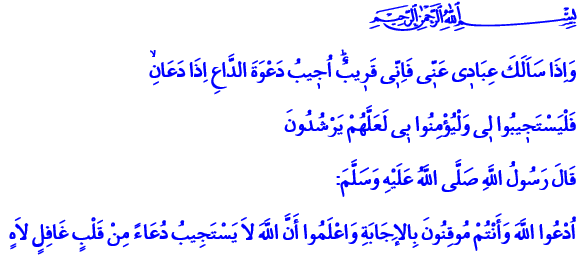 بِسْمِ اللّٰهِ الرَّحْمٰنِ الرَّحِيمِ
وَاِذَا سَاَلَكَ عِبَادٖى عَنّٖى فَاِنّٖى قَرٖيبٌؕ اُجٖيبُ دَعْوَةَ الدَّاعِ اِذَا دَعَانِۙ
فَلْيَسْتَجٖيبُوا لٖى وَلْيُؤْمِنُوا بٖى لَعَلَّهُمْ يَرْشُدُونَ
قَالَ رَسُولُ اللَّهِ صَلَّى اللَّهُ عَلَيْهِ وَسَلَّمَ:
اُدْعُوا اللَّهَ وَأَنْتُمْ مُوقِنُونَ بِالإِجَابَةِ وَاعْلَمُوا أَنَّ اللَّهَ لاَ يَسْتَجِيبُ دُعَاءً مِنْ قَلْبٍ غَافِلٍ لاَهٍ